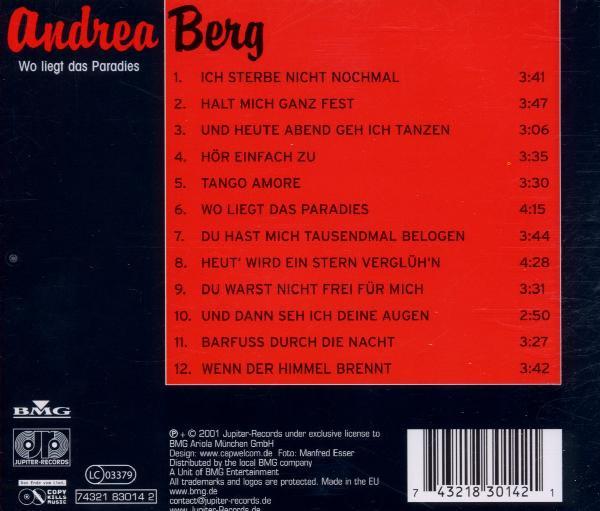 Andrea Berg
Wo liegt das Paradies
1. ICH STERBE NICHT NOCHMAL 3:41
2. HALT MICH GANZ FEST 3:47
3. UND HEUTE ABEND GEH ICH TANZEN 3:06
4. HÖR EINFACH ZU 3:35
5. TANGO AMORE 3:30
6. WO LIEGT DAS PARADIES 4:15
7. DU HAST MICH TAUSENDMAL BELOGEN 3:44
8. HEUT' WIRD EIN STERN VERGLÜH'N 4:28
9. DU WARST NICHT FREI FÜR MICH 3:31
10. UND DANN SEH ICH DEINE AUGEN 2:50
11. BARFUSS DURCH DIE NACHT 3:27
12. WENN DER HIMMEL BRENNT 3:42
BMG
JUPITER-RECORDS
LC 03379
Das Ende vom Lied.
COPY
KILLS
MUSIC
74321 83014 2
℗ + © 2001 Jupiter-Records under exclusive license to
BMG Ariola München GmbH
Design: www.capwelcom.de Foto: Manfred Esser
Distributed by the local BMG company
A Unit of BMG Entertainment
All trademarks and logos are protected. Made in the EU
www.bmg.de
contact@jupiter-records.de
www.jupiter-records.de
7 43218 30142 1